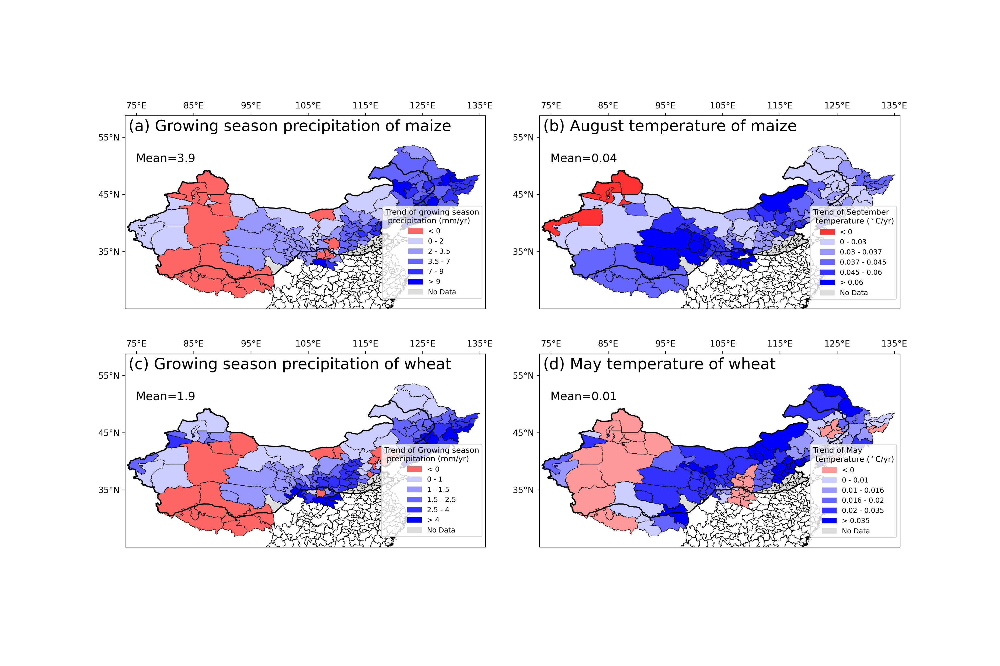 75°E 85°E 95°E 105°E 115°E 125°E 135°E
55°N
45°N
35°N
(a) Growing season precipitation of maize
Mean=3.9
Trend of growing season
precipitation (mm/yr)
< 0
0 - 2
2 - 3.5
3.5 - 7
7 - 9
> 9
No Data
75°E 85°E 95°E 105°E 115°E 125°E 135°E
55°N
45°N
35°N
(b) August temperature of maize
Mean=0.04
Trend of September
temperature (°C/yr)
< 0
0 - 0.03
0.03 - 0.037
0.037 - 0.045
0.045 - 0.06
> 0.06
No Data
75°E 85°E 95°E 105°E 115°E 125°E 135°E
55°N
45°N
35°N
(c) Growing season precipitation of wheat
Mean=1.9
Trend of Growing season
precipitation (mm/yr)
< 0
0 - 1
1 - 1.5
1.5 - 2.5
2.5 - 4
> 4
No Data
75°E 85°E 95°E 105°E 115°E 125°E 135°E
55°N
45°N
35°N
(d) May temperature of wheat
Mean=0.01
Trend of May
temperature (°C/yr)
< 0
0 - 0.01
0.01 - 0.016
0.016 - 0.02
0.02 - 0.035
> 0.035
No Data